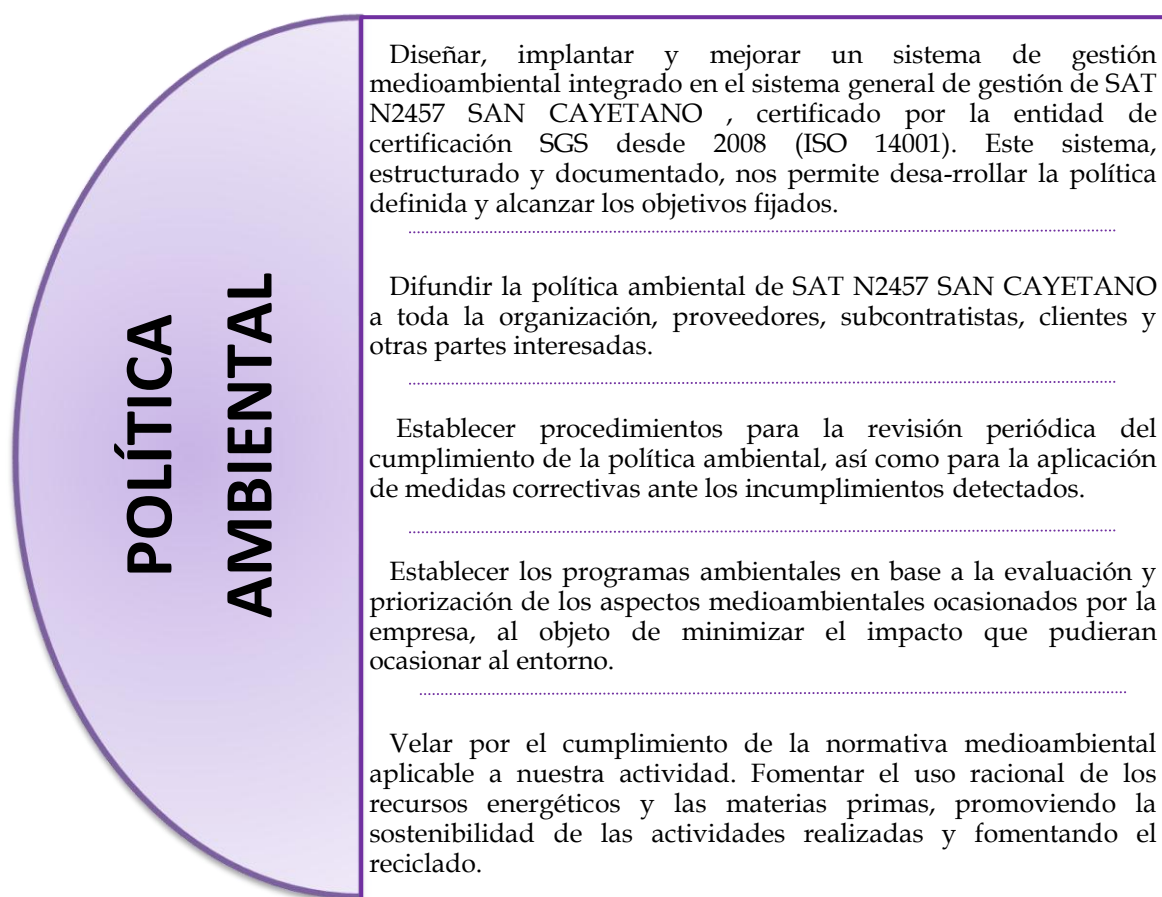 POLÍTICA
AMBIENTAL
Diseñar, implantar y mejorar un sistema de gestión
medioambiental integrado en el sistema general de gestión de SAT
N2457 SAN CAYETANO , certificado por la entidad de
certificación SGS desde 2008 (ISO 14001). Este sistema,
estructurado y documentado, nos permite desa-rrollar la política
definida y alcanzar los objetivos fijados.
Difundir la política ambiental de SAT N2457 SAN CAYETANO
a toda la organización, proveedores, subcontratistas, clientes y
otras partes interesadas.
Establecer procedimientos para la revisión periódica del
cumplimiento de la política ambiental, así como para la aplicación
de medidas correctivas ante los incumplimientos detectados.
Establecer los programas ambientales en base a la evaluación y
priorización de los aspectos medioambientales ocasionados por la
empresa, al objeto de minimizar el impacto que pudieran
ocasionar al entorno.
Velar por el cumplimiento de la normativa medioambiental
aplicable a nuestra actividad. Fomentar el uso racional de los
recursos energéticos y las materias primas, promoviendo la
sostenibilidad de las actividades realizadas y fomentando el
reciclado.